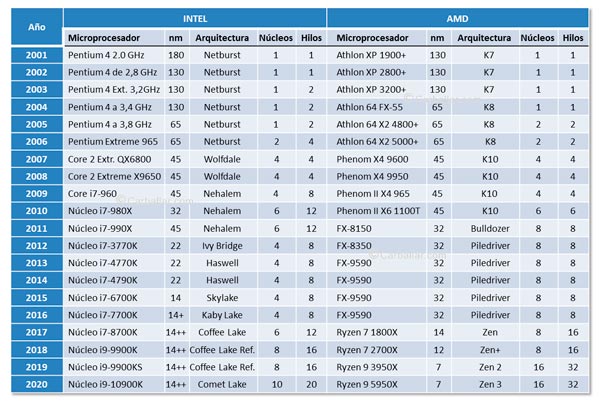 Año INTEL AMD
Microprocesador nm Arquitectura Núcleos Hilos Microprocesador nm Arquitectura Núcleos Hilos
2001 Pentium 4 2.0 GHz 180 Netburst 1 1 Athlon XP 1900+ 130 K7 1 1
2002 Pentium 4 de 2,8 GHz 130 Netburst 1 1 Athlon XP 2800+ 130 K7 1 1
2003 Pentium 4 Ext. 3,2GHz 130 Netburst 1 2 Athlon XP 3200+ 130 K7 1 1
2004 Pentium 4 a 3,4 GHz 130 Netburst 1 2 Athlon 64 FX-55 65 K8 1 1
2005 Pentium 4 a 3,8 GHz 65 Netburst 1 2 Athlon 64 X2 4800+ 65 K8 2 2
2006 Pentium Extreme 965 65 Netburst 2 4 Athlon 64 X2 5000+ 65 K8 2 2
2007 Core 2 Extr. QX6800 45 Wolfdale 4 4 Phenom X4 9600 45 K10 4 4
2008 Core 2 Extreme X9650 45 Wolfdale 4 4 Phenom X4 9950 45 K10 4 4
2009 Core i7-960 45 Nehalem 4 8 Phenom II X4 965 45 K10 4 4
2010 Núcleo i7-980X 32 Nehalem 6 12 Phenom II X6 1100T 45 K10 6 6
2011 Núcleo i7-990X 45 Nehalem 6 12 FX-8150 32 Bulldozer 8 8
2012 Núcleo i7-3770K 22 Ivy Bridge 4 8 FX-8350 32 Piledriver 8 8
2013 Núcleo i7-4770K 22 Haswell 4 8 FX-9590 32 Piledriver 8 8
2014 Núcleo i7-4790K 22 Haswell 4 8 FX-9590 32 Piledriver 8 8
2015 Núcleo i7-6700K 14 Skylake 4 8 FX-9590 32 Piledriver 8 8
2016 Núcleo i7-7700K 14+ Kaby Lake 4 8 FX-9590 32 Piledriver 8 8
2017 Núcleo i7-8700K 14++ Coffee Lake 6 12 Ryzen 7 1800X 14 Zen 8 16
2018 Núcleo i9-9900K 14++ Coffee Lake Ref. 8 16 Ryzen 7 2700X 12 Zen+ 8 16
2019 Núcleo i9-9900KS 14++ Coffee Lake Ref. 8 16 Ryzen 9 3950X 7 Zen 2 16 32
2020 Núcleo i9-10900K 14++ Comet Lake 10 20 Ryzen 9 5950X 7 Zen 3 16 32